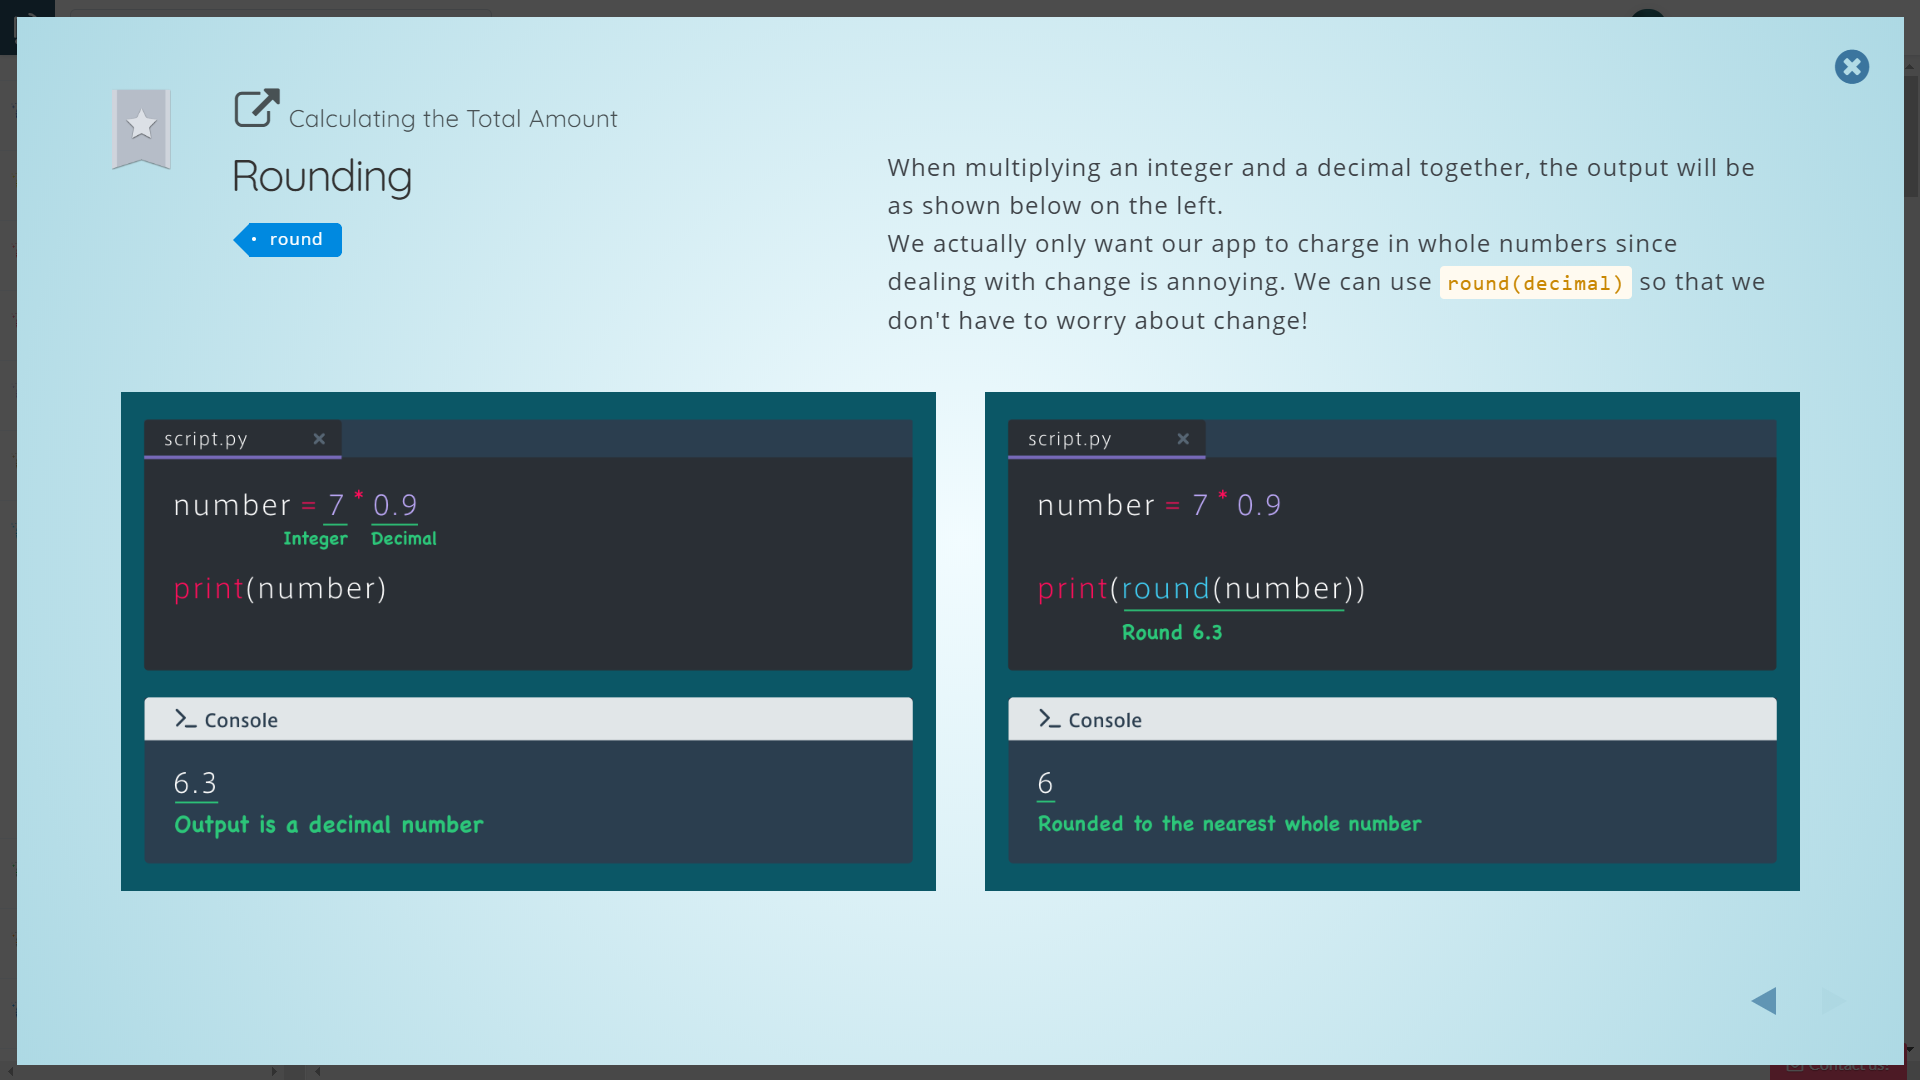 Calculating the Total Amount
Rounding
• round
When multiplying an integer and a decimal together, the output will be
as shown below on the left.
We actually only want our app to charge in whole numbers since
dealing with change is annoying. We can use round(decimal) so that we
don't have to worry about change!
script.py
number = 7 * 0.9
Integer Decimal
print(number)
Console
6.3
Output is a decimal number
script.py
number = 7 * 0.9
print(round(number))
Round 6.3
Console
6
Rounded to the nearest whole number
Contact us!